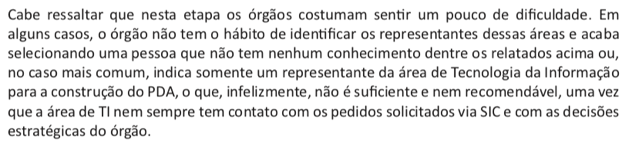 Cabe ressaltar que nesta etapa os órgãos costumam sentir um pouco de dificuldade. Em
alguns casos, o órgão não tem o hábito de identificar os representantes dessas áreas e acaba
selecionando uma pessoa que não tem nenhum conhecimento dentre os relatados acima ou,
no caso mais comum, indica somente um representante da área de Tecnologia da Informação
para a construção do PDA, o que, infelizmente, não é suficiente e nem recomendável, uma vez
que a área de TI nem sempre tem contato com os pedidos solicitados via SIC e com as decisões
estratégicas do órgão.